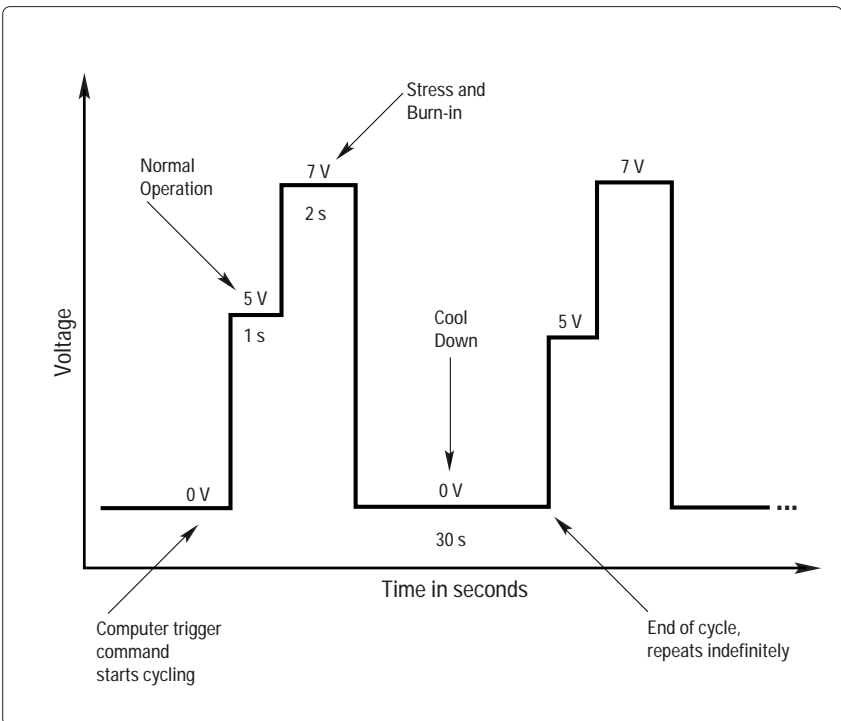 Stress and
Burn-in
7 V
7 V
Normal
Operation
2 s
5 V
1 s
Cool
Down
5 V
Voltage
0 V
0 V
30 s
Time in seconds
Computer trigger
command
starts cycling
End of cycle,
repeats indefinitely
...